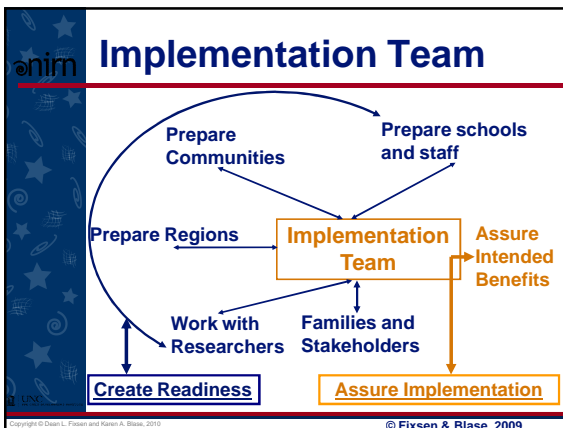 Implementation Team
nirn
Prepare
Communities
Prepare schools
and staff
Prepare Regions
Implementation
Team
Assure
Intended
Benefits
Work with
Researchers
Families and
Stakeholders
Create Readiness
Assure Implementation
UNC
Copyright © Dean L. Fixsen and Karen A. Blase, 2010
© Fixsen & Blase, 2009